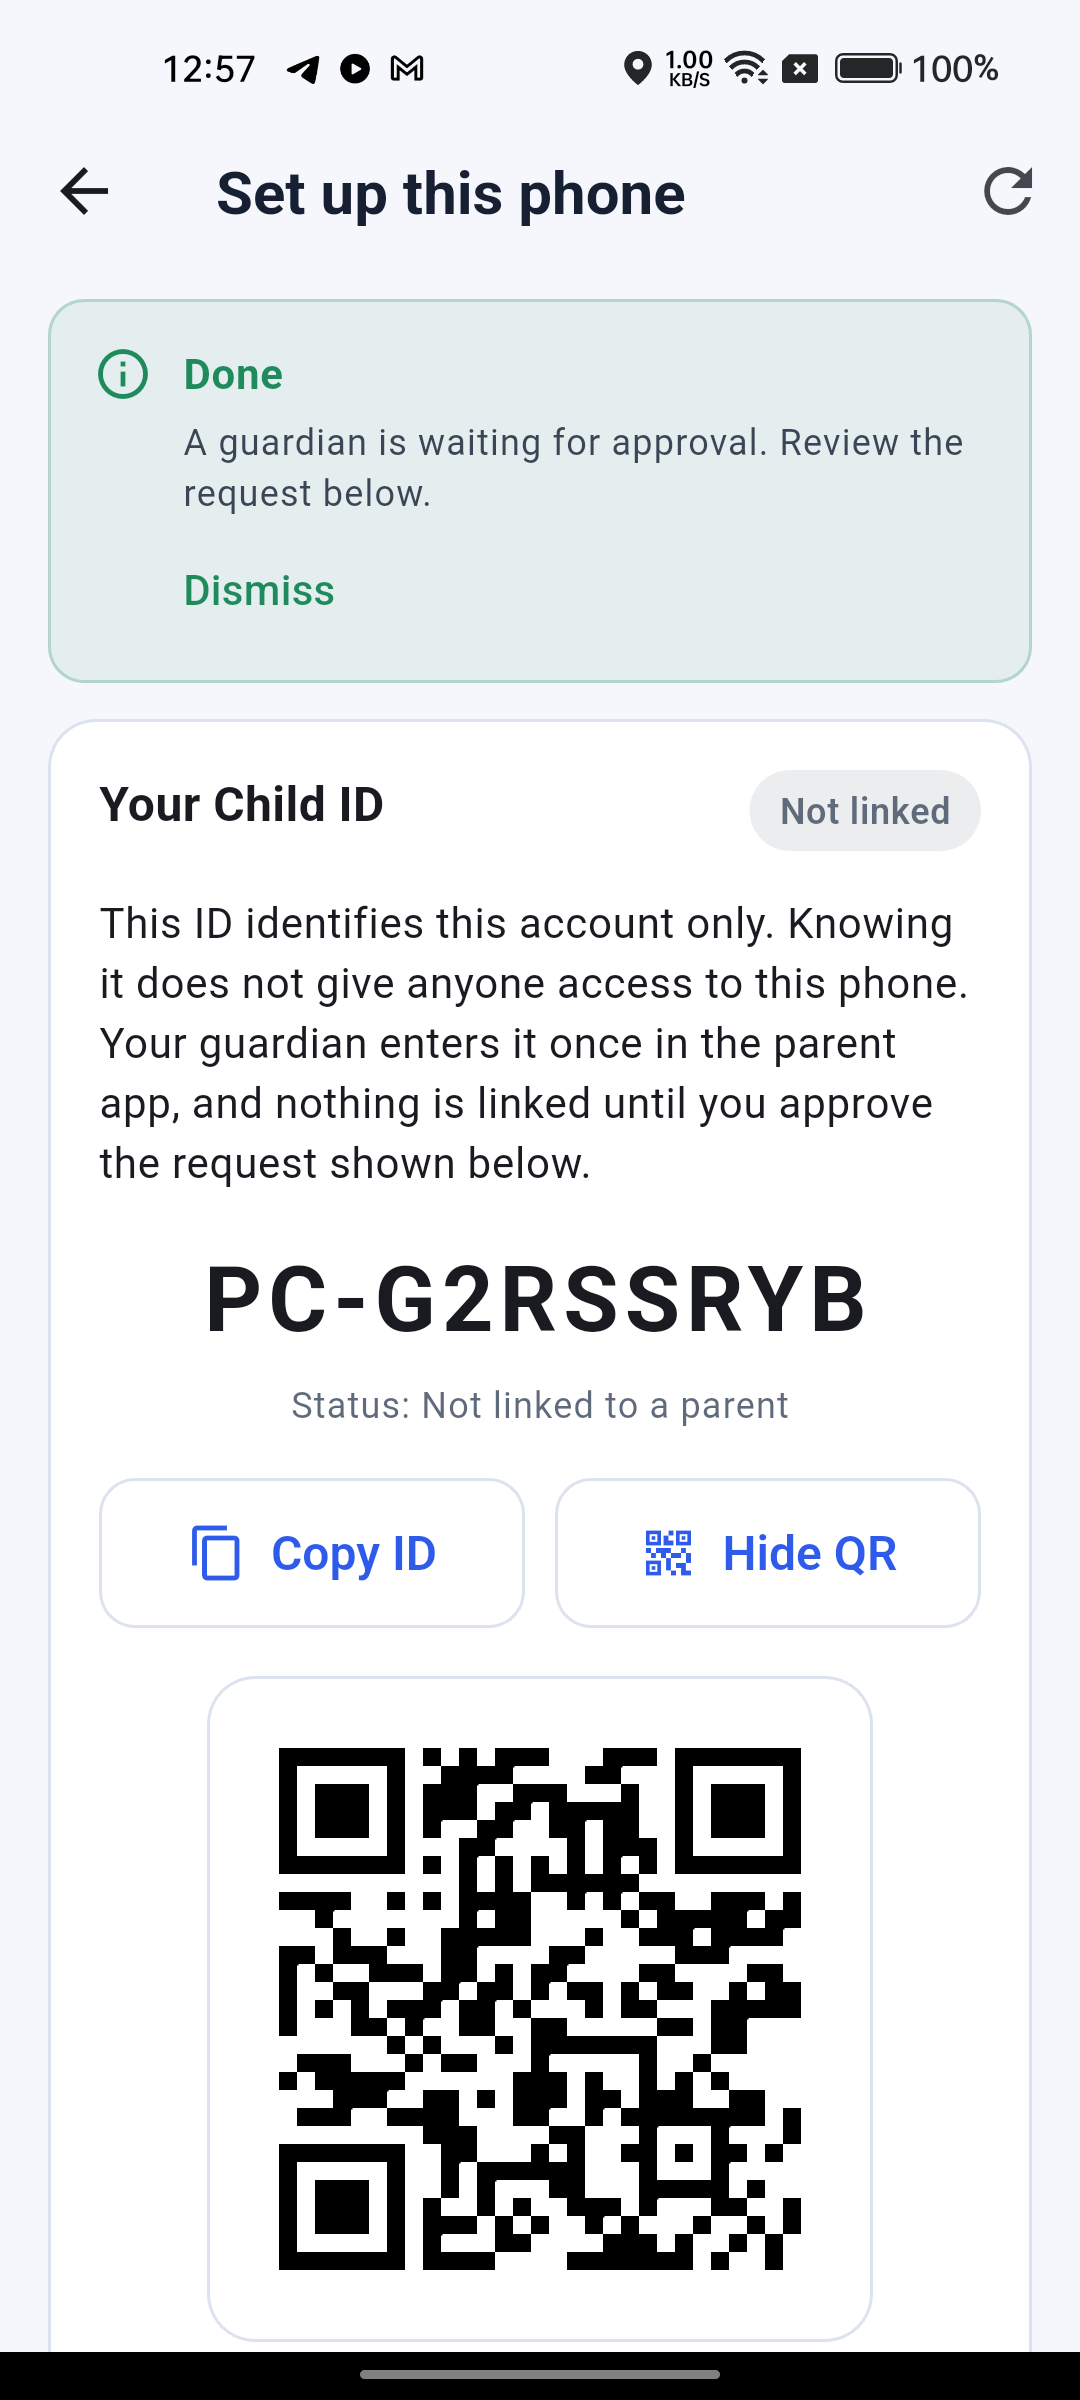 12:57
1.00 KB/S
100%
Set up this phone
Done
A guardian is waiting for approval. Review the
request below.
Dismiss
Your Child ID
Not linked
This ID identifies this account only. Knowing
it does not give anyone access to this phone.
Your guardian enters it once in the parent
app, and nothing is linked until you approve
the request shown below.
PC-G2RSSRYB
Status: Not linked to a parent
Copy ID
Hide QR